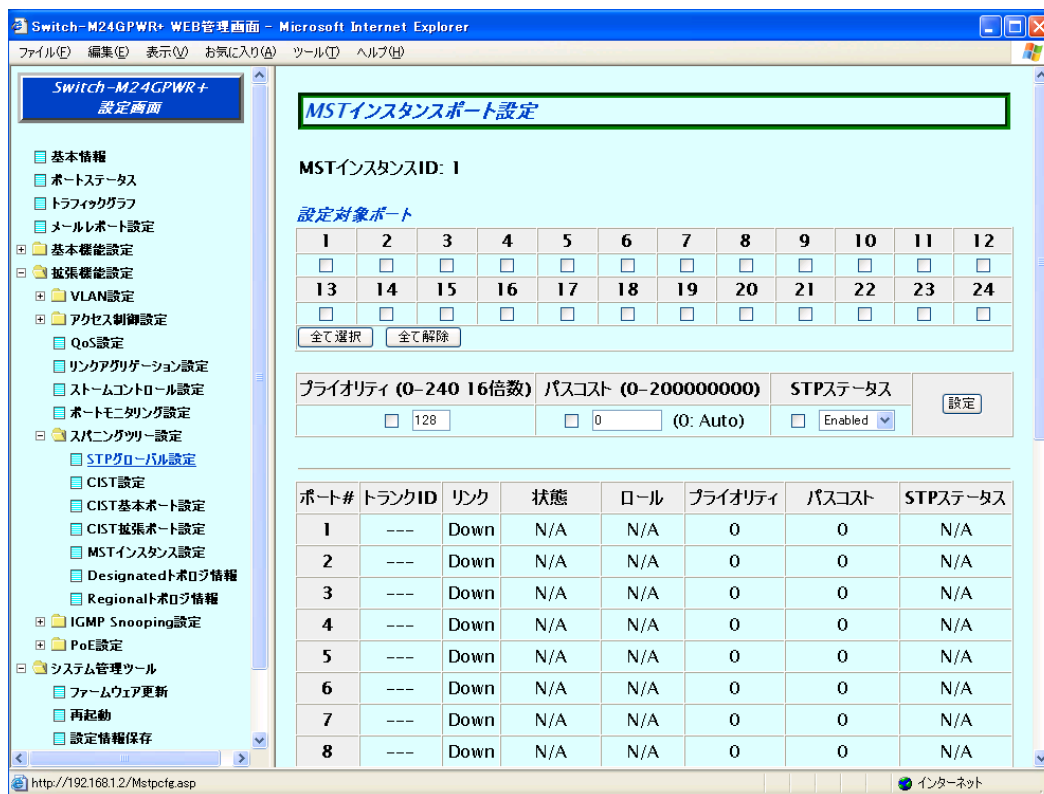 Switch-M24GPWR+ WEB管理画面 - Microsoft Internet Explorer
ファイル(F) 編集(E) 表示(V) お気に入り(A) ツール(T) ヘルプ(H)
Switch-M24GPWR+
設定画面
基本情報
ポートステータス
トラフィックグラフ
メールレポート設定
基本機能設定
拡張機能設定
VLAN設定
アクセス制御設定
QoS設定
リンクアグリゲーション設定
ストームコントロール設定
ポートモニタリング設定
スパニングツリー設定
STPグローバル設定
CIST設定
CIST基本ポート設定
CIST拡張ポート設定
MSTインスタンス設定
Designatedトポロジ情報
Regionalトポロジ情報
IGMP Snooping設定
PoE設定
システム管理ツール
ファームウェア更新
再起動
設定情報保存
MSTインスタンスポート設定
MSTインスタンスID: 1
設定対象ポート
1 2 3 4 5 6 7 8 9 10 11 12
13 14 15 16 17 18 19 20 21 22 23 24
全て選択 全て解除
プライオリティ (0-240 16倍数) パスコスト (0-200000000) STPステータス
128 0 (0: Auto) Enabled 設定
ポート# トランクID リンク 状態 ロール プライオリティ パスコスト STPステータス
1 --- Down N/A N/A 0 0 N/A
2 --- Down N/A N/A 0 0 N/A
3 --- Down N/A N/A 0 0 N/A
4 --- Down N/A N/A 0 0 N/A
5 --- Down N/A N/A 0 0 N/A
6 --- Down N/A N/A 0 0 N/A
7 --- Down N/A N/A 0 0 N/A
8 --- Down N/A N/A 0 0 N/A
http://192.168.1.2/Mstpcfg.asp インターネット